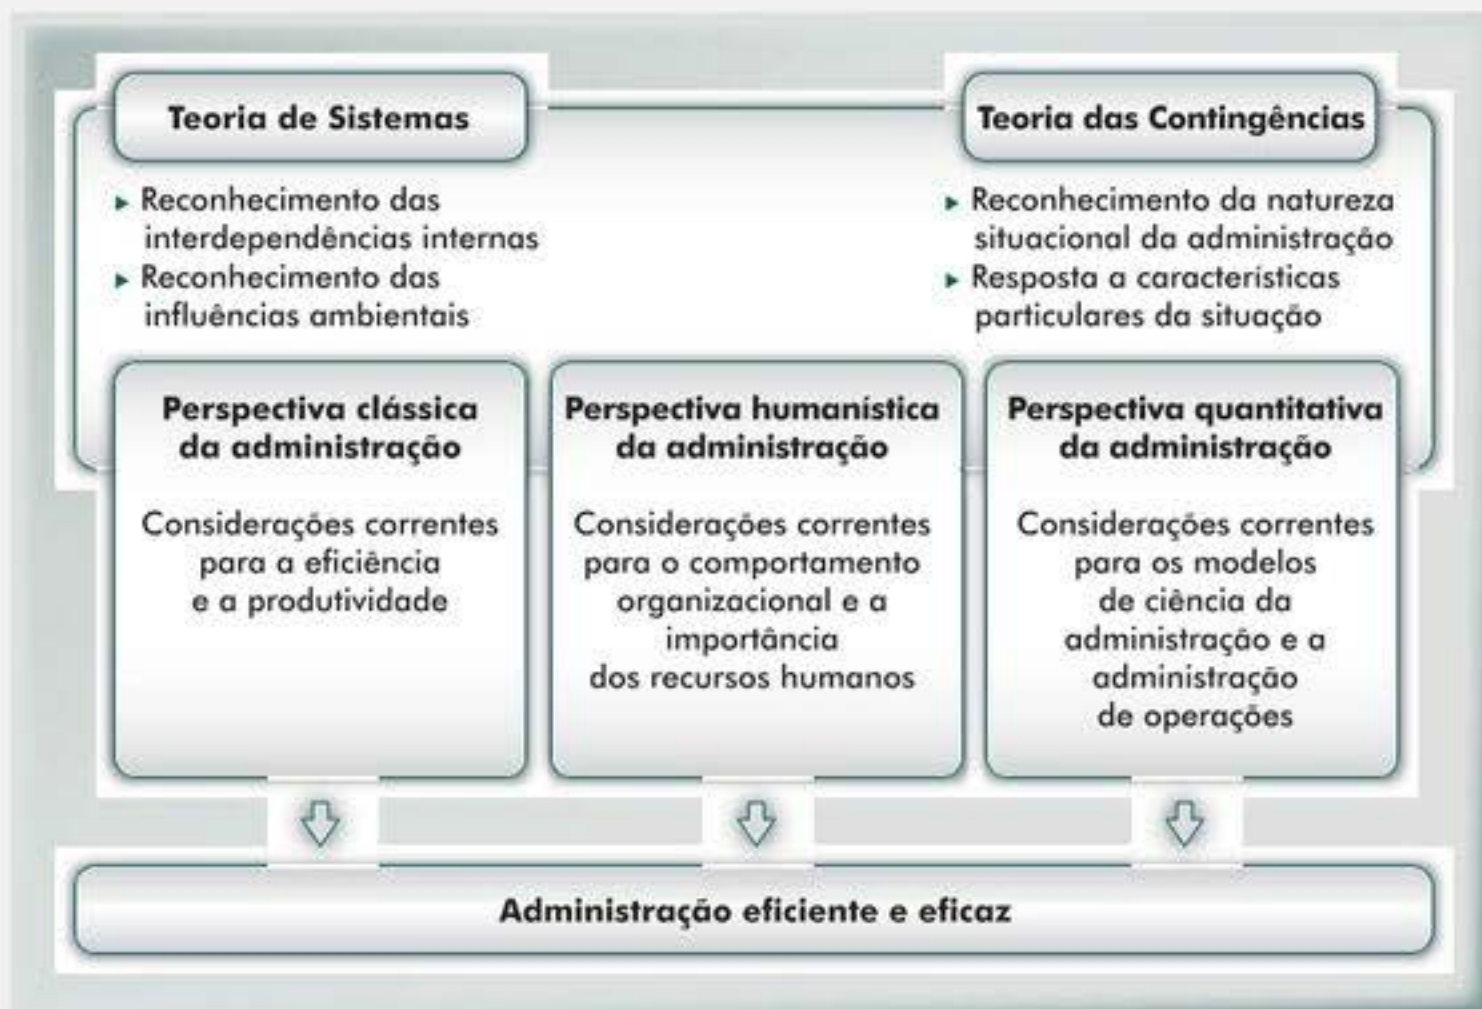 Teoria de Sistemas
▸ Reconhecimento das
interdependências internas
▸ Reconhecimento das
influências ambientais
Teoria das Contingências
▸ Reconhecimento da natureza
situacional da administração
▸ Resposta a características
particulares da situação
Perspectiva clássica
da administração
Considerações correntes
para a eficiência
e a produtividade
Perspectiva humanística
da administração
Considerações correntes
para o comportamento
organizacional e a
importância
dos recursos humanos
Perspectiva quantitativa
da administração
Considerações correntes
para os modelos
de ciência da
administração e a
administração
de operações
Administração eficiente e eficaz